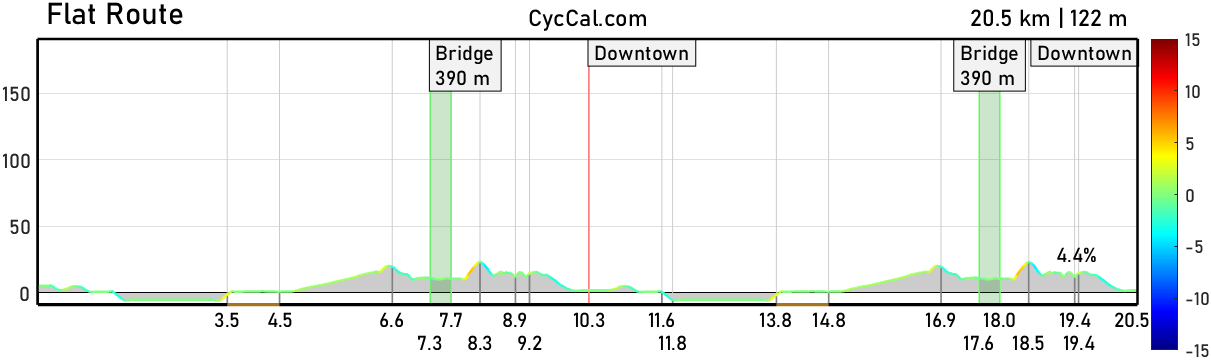 Flat Route
CycCal.com
20.5 km | 122 m
Bridge
390 m
Downtown
Bridge
390 m
Downtown
150
100
50
0
4.4%
3.5 4.5 6.6 7.7 8.9 10.3 11.6 13.8 14.8 16.9 18.0 19.4 20.5
7.3 8.3 9.2 11.8 17.6 18.5 19.4
15
10
5
0
−5
−10
−15